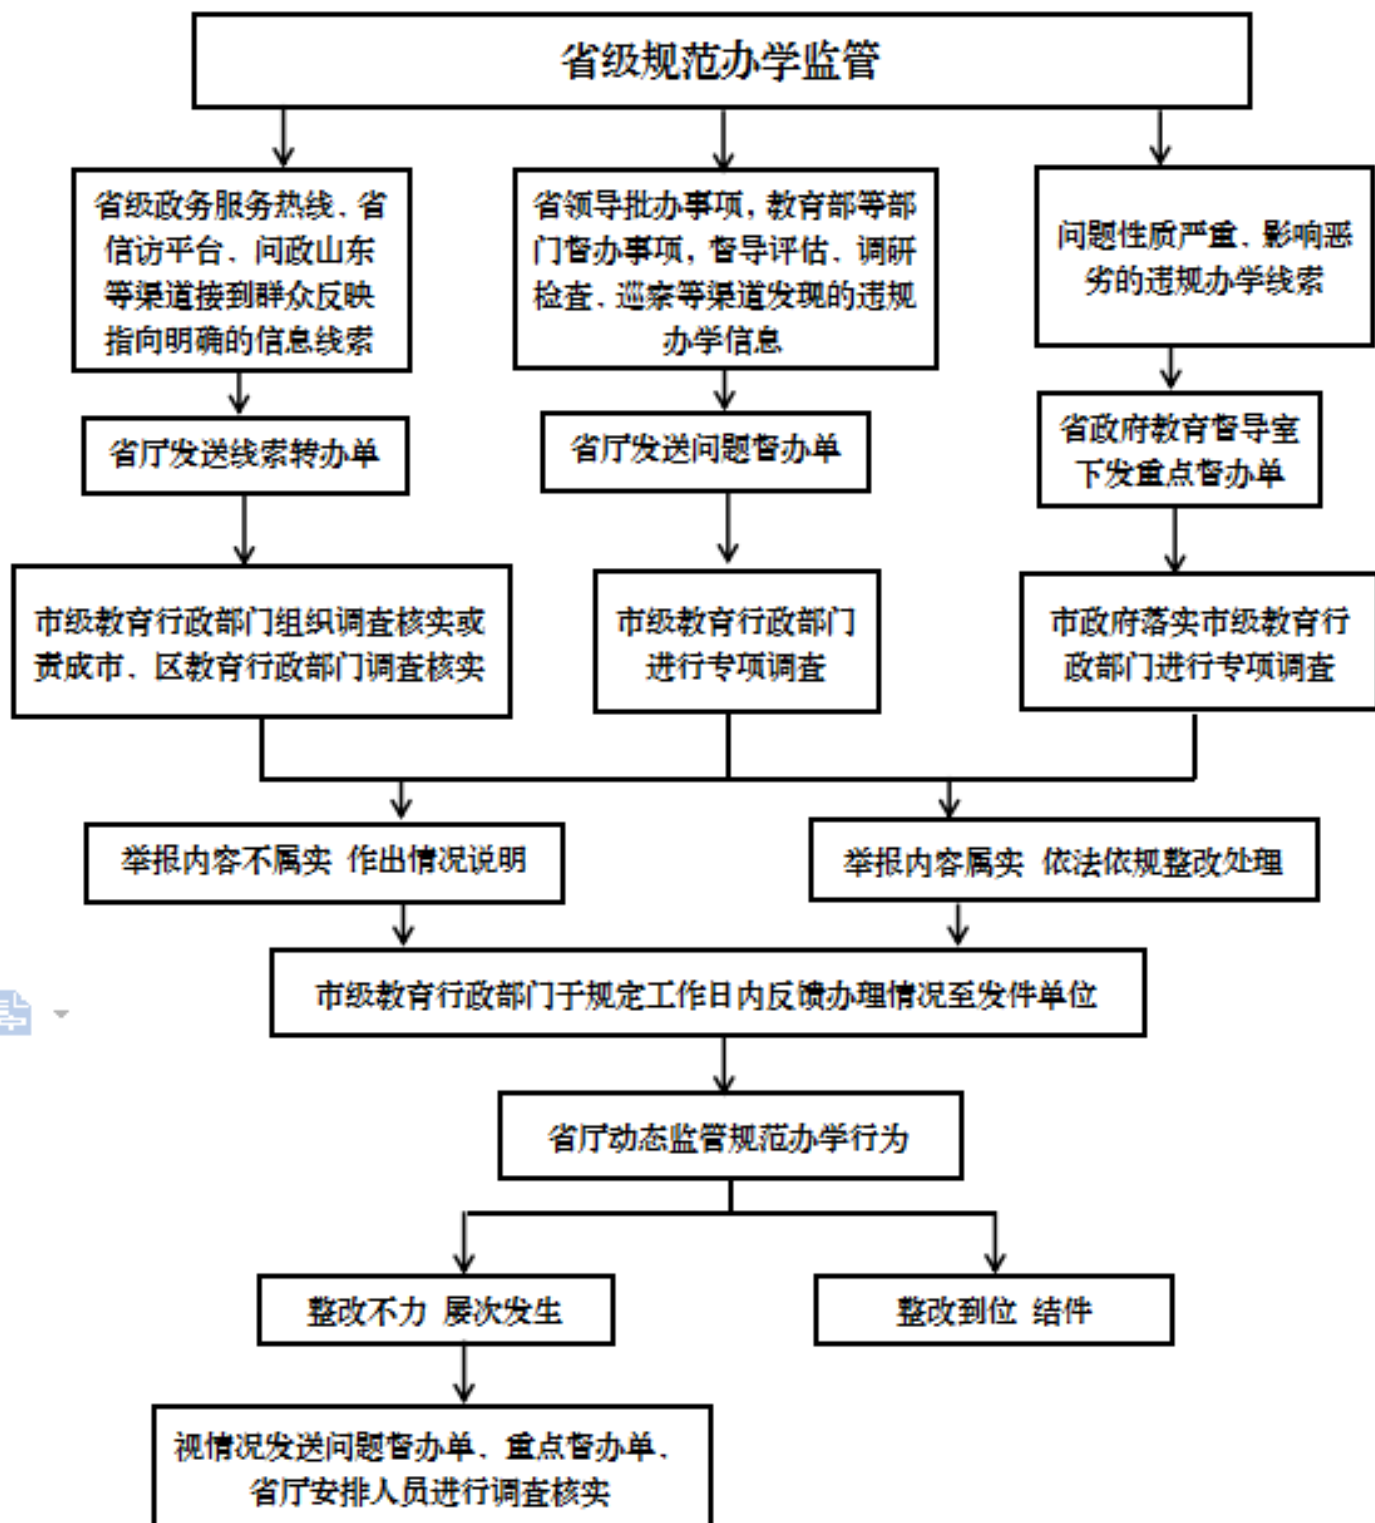 省级规范办学监管
省级政务服务热线、省
信访平台、问政山东
等渠道接到群众反映
指向明确的信息线索
省领导批办事项，教育部等部
门督办事项，督导评估、调研
检查、巡察等渠道发现的违规
办学信息
问题性质严重、影响恶
劣的违规办学线索
省厅发送线索转办单
省厅发送问题督办单
省政府教育督导室
下发重点督办单
市级教育行政部门组织调查核实或
责成市、区教育行政部门调查核实
市级教育行政部门
进行专项调查
市政府落实市级教育行
政部门进行专项调查
举报内容不属实 作出情况说明
举报内容属实 依法依规整改处理
市级教育行政部门于规定工作日内反馈办理情况至发件单位
省厅动态监管规范办学行为
整改不力 屡次发生
整改到位 结件
视情况发送问题督办单、重点督办单、
省厅安排人员进行调查核实